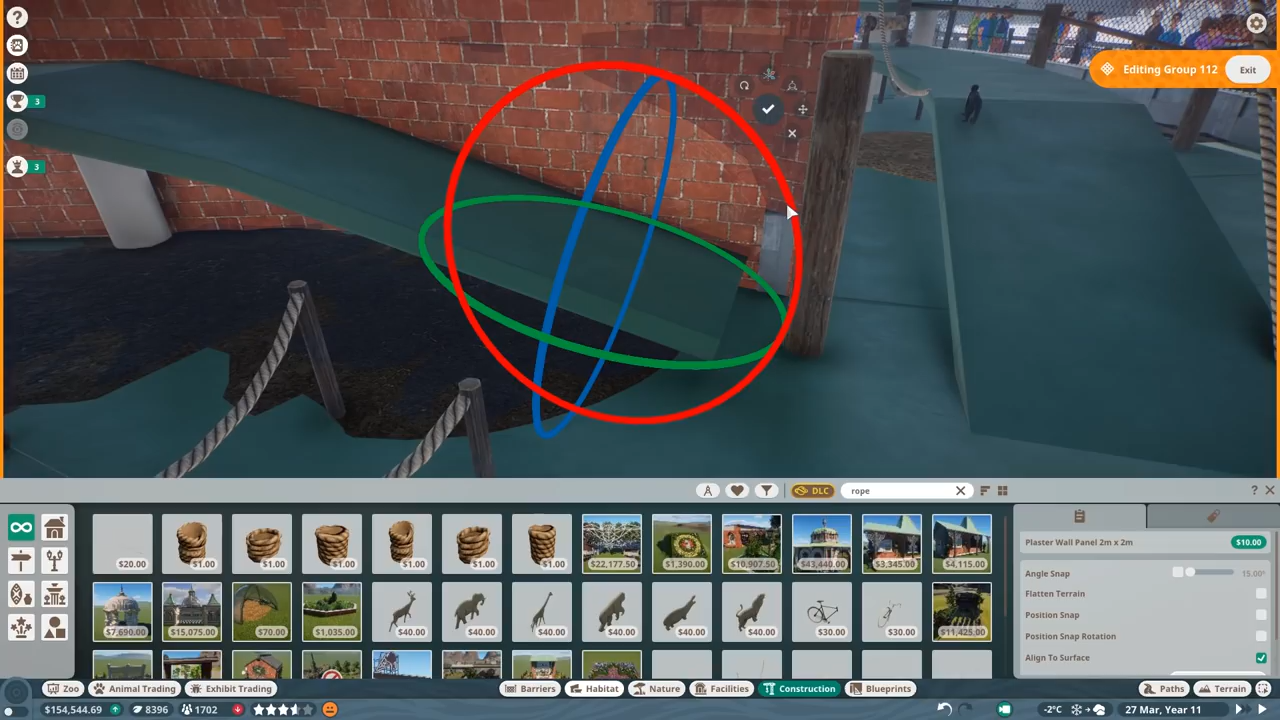 ?
Editing Group 112 Exit
3
3
DLC rope ?
$20.00 $1.00 $1.00 $1.00 $1.00 $1.00 $1.00 $22,177.50 $1,390.00 $10,907.50 $43,440.00 $3,345.00 $4,115.00
Plaster Wall Panel 2m x 2m $10.00
Angle Snap 15.00°
Flatten Terrain
$7,690.00 $15,075.00 $70.00 $1,035.00 $40.00 $40.00 $40.00 $40.00 $40.00 $40.00 $30.00 $30.00 $11,425.00
Position Snap
Position Snap Rotation
Align To Surface
Zoo Animal Trading Exhibit Trading Barriers Habitat Nature Facilities Construction Blueprints Paths Terrain
$154,544.69 8396 1702 -2°C 27 Mar, Year 11